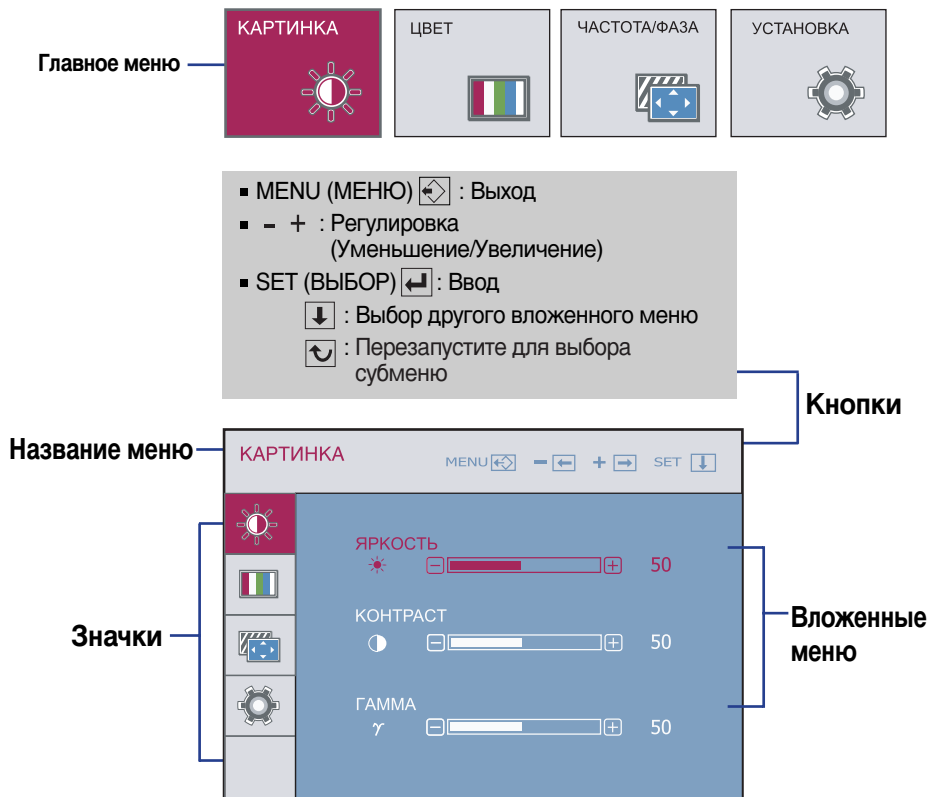 КАРТИНКА
ЦВЕТ
ЧАСТОТА/ФАЗА
УСТАНОВКА
Главное меню
MENU (МЕНЮ) : Выход
- + : Регулировка
(Уменьшение/Увеличение)
SET (ВЫБОР) : Ввод
: Выбор другого вложенного меню
: Перезапустите для выбора
субменю
Кнопки
Название меню
КАРТИНКА
MENU - + SET
ЯРКОСТЬ
50
КОНТРАСТ
50
ГАММА
γ 50
Значки
Вложенные
меню